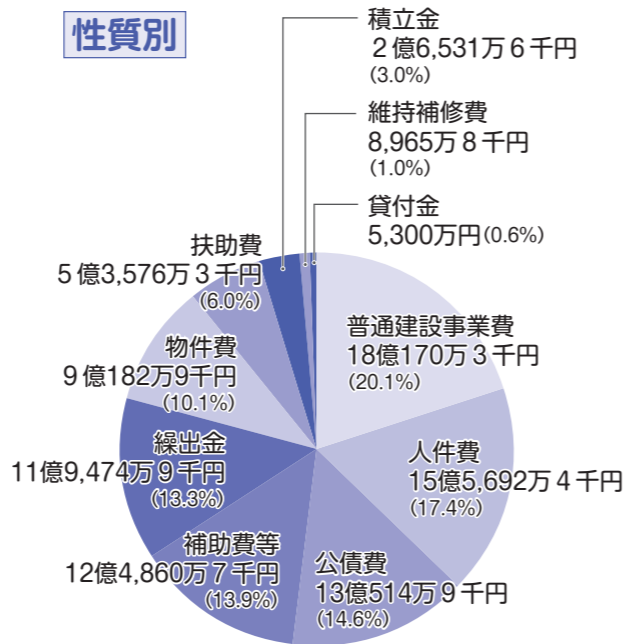 性質別
積立金
2億6,531万6千円
(3.0%)
維持補修費
8,965万8千円
(1.0%)
貸付金
5,300万円(0.6%)
扶助費
5億3,576万3千円
(6.0%)
普通建設事業費
18億170万3千円
(20.1%)
物件費
9億182万9千円
(10.1%)
人件費
15億5,692万4千円
(17.4%)
繰出金
11億9,474万9千円
(13.3%)
補助費等
12億4,860万7千円
(13.9%)
公債費
13億514万9千円
(14.6%)